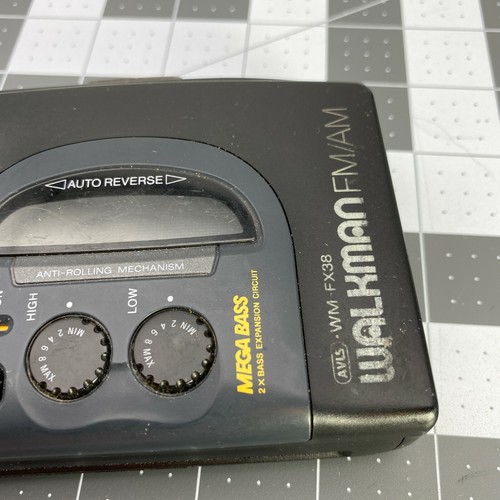 ◁AUTO REVERSE▷
ANTI-ROLLING MECHANISM
HIGH
LOW
MIN 2 4 6 8 MAX
MIN 2 4 6 8 MAX
MEGA BASS
2 X BASS EXPANSION CIRCUIT
AVLS · WM-FX38
WALKMAN FM/AM